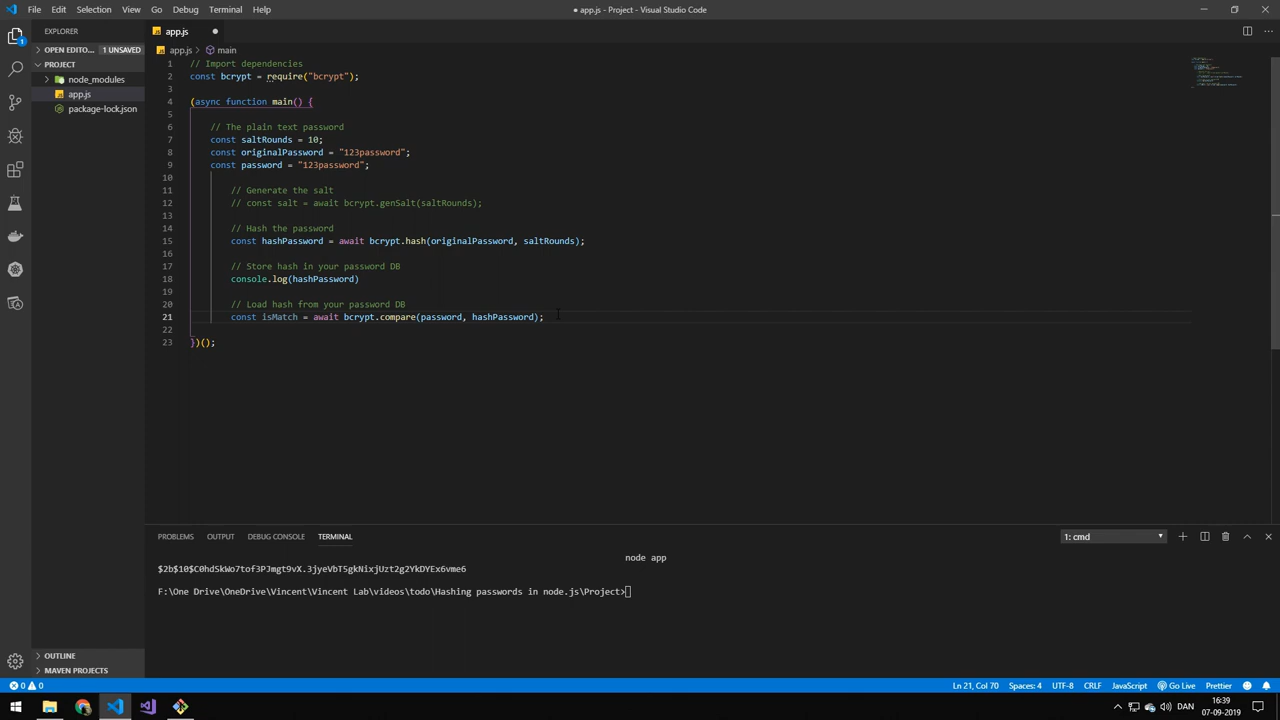 File Edit Selection View Go Debug Terminal Help
● app.js - Project - Visual Studio Code
EXPLORER
app.js
OPEN EDITO... 1 UNSAVED
app.js > main
PROJECT
node_modules
app.js
package-lock.json
1 // Import dependencies
2 const bcrypt = require("bcrypt");
3
4 (async function main() {
5
6 // The plain text password
7 const saltRounds = 10;
8 const originalPassword = "123password";
9 const password = "123password";
10
11 // Generate the salt
12 // const salt = await bcrypt.genSalt(saltRounds);
13
14 // Hash the password
15 const hashPassword = await bcrypt.hash(originalPassword, saltRounds);
16
17 // Store hash in your password DB
18 console.log(hashPassword)
19
20 // Load hash from your password DB
21 const isMatch = await bcrypt.compare(password, hashPassword);
22
23 })();
PROBLEMS OUTPUT DEBUG CONSOLE TERMINAL 1: cmd
node app
$2b$10$C0hdSkWo7tof3PJmgt9vX.3jyeVbT5gkNixjUzt2g2YkDYEx6vme6
F:\One Drive\OneDrive\Vincent\Vincent Lab\videos\todo\Hashing passwords in node.js\Project>
OUTLINE
MAVEN PROJECTS
0 0 Ln 21, Col 70 Spaces: 4 UTF-8 CRLF JavaScript Go Live Prettier
DAN 16:39
07-09-2019